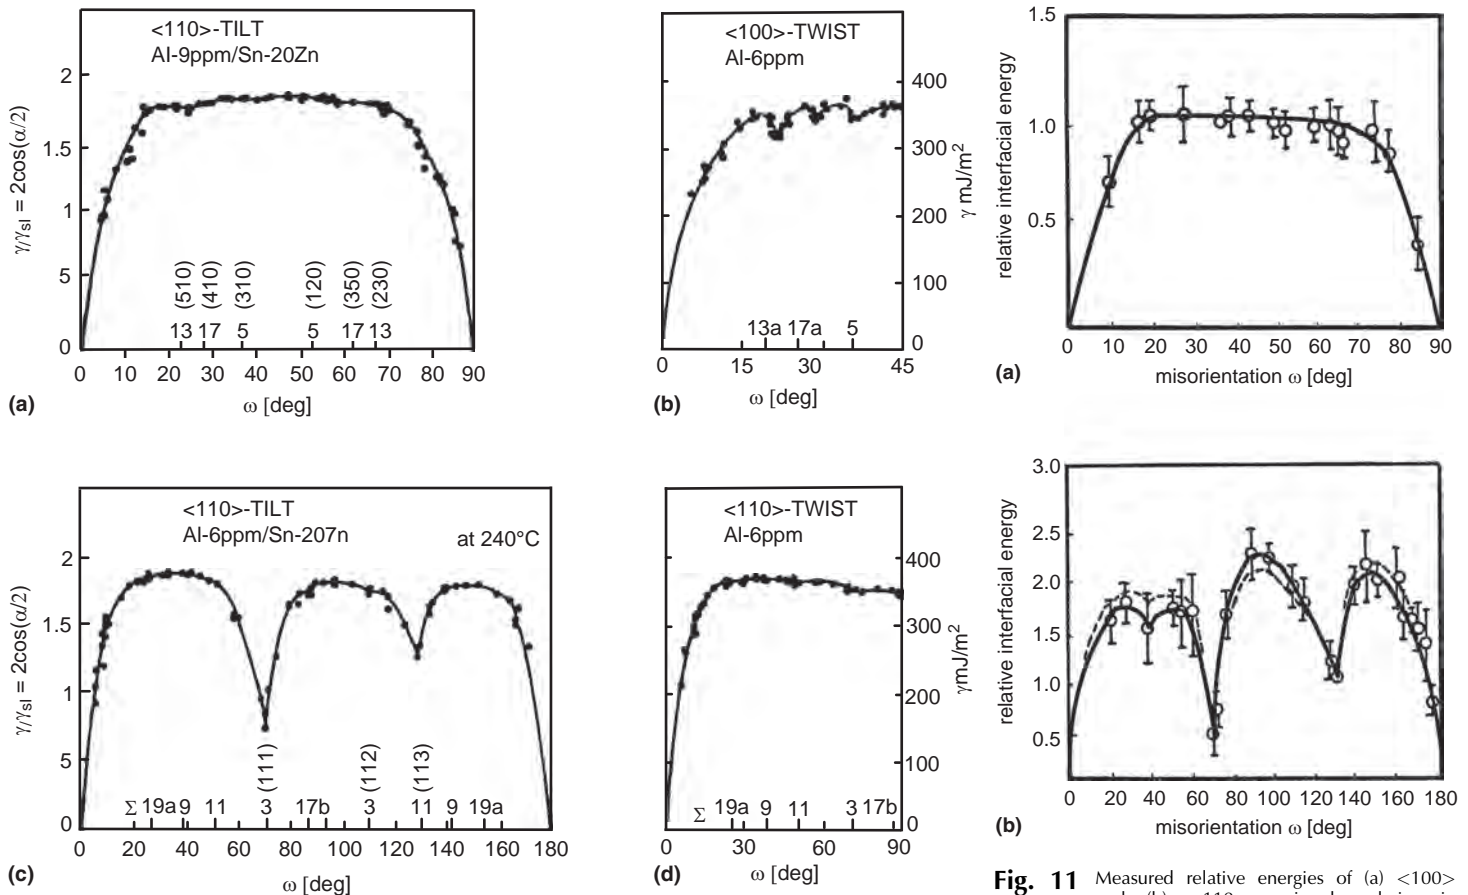 <110>-TILT
Al-9ppm/Sn-20Zn
γ/γsl = 2cos(α/2)
2
1.5
1
5
0
(510)
(410)
(310)
(120)
(350)
(230)
13 17 5 5 17 13
0 10 20 30 40 50 60 70 80 90
(a)
ω [deg]
<100>-TWIST
Al-6ppm
400
300
200
100
0
γ mJ/m²
13a 17a 5
0 15 30 45
(b)
ω [deg]
1.5
1.0
0.5
relative interfacial energy
0 10 20 30 40 50 60 70 80 90
(a)
misorientation ω [deg]
<110>-TILT
Al-6ppm/Sn-207n
at 240°C
γ/γsl = 2cos(α/2)
2
1.5
1
5
0
(111)
(112)
(113)
Σ 19a 9 11 3 17b 3 11 9 19a
0 20 40 60 80 100 120 140 160 180
(c)
ω [deg]
<110>-TWIST
Al-6ppm
400
300
200
100
0
γmJ/m²
Σ 19a 9 11 3 17b
0 30 60 90
(d)
ω [deg]
3.0
2.5
2.0
1.5
1.0
0.5
relative interfacial energy
0 20 40 60 80 100 120 140 160 180
(b)
misorientation ω [deg]
Fig. 11 Measured relative energies of (a) <100>